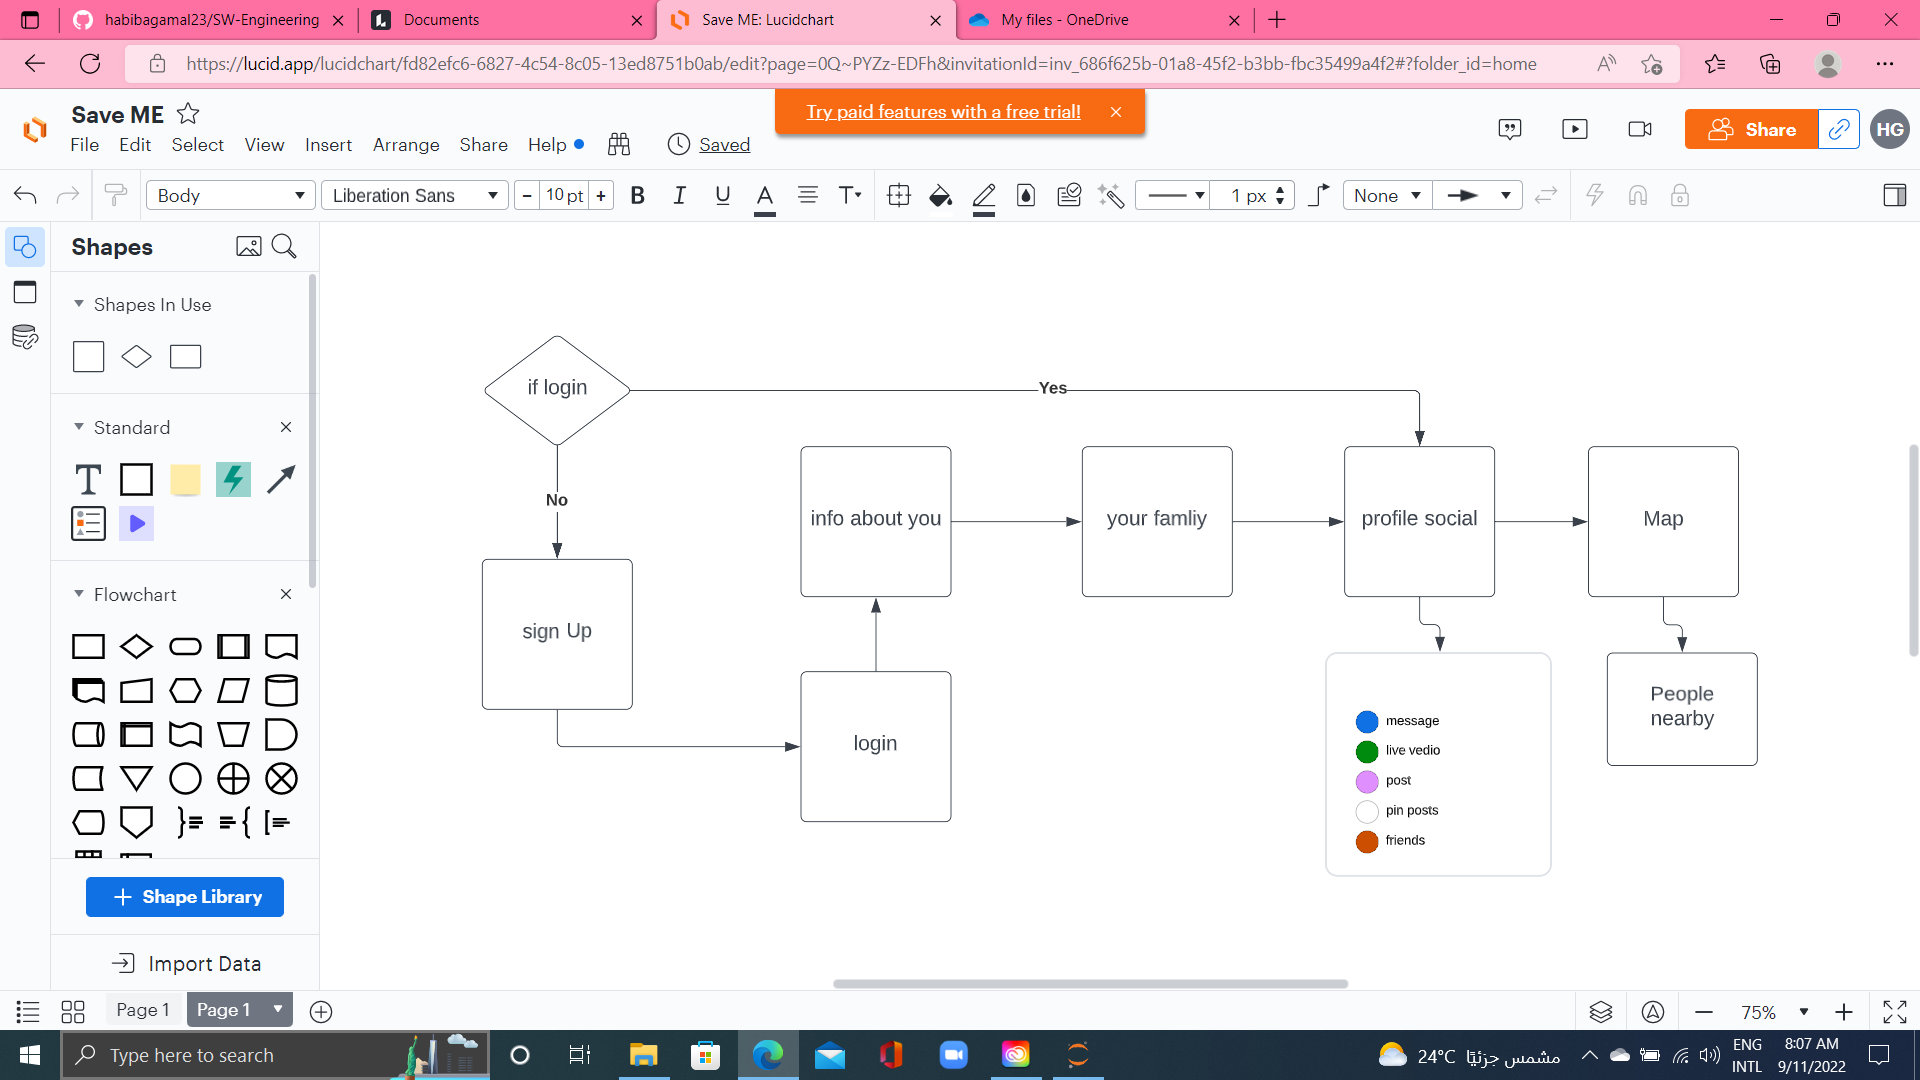 habibagamal23/SW-Engineering
Documents
Save ME: Lucidchart
My files - OneDrive
https://lucid.app/lucidchart/fd82efc6-6827-4c54-8c05-13ed8751b0ab/edit?page=0Q~PYZz-EDFh&invitationId=inv_686f625b-01a8-45f2-b3bb-fbc35499a4f2#?folder_id=home
Save ME
Try paid features with a free trial!
File Edit Select View Insert Arrange Share Help Saved
Share
HG
Body
Liberation Sans
- 10 pt +
B I U A T
1 px
None
Shapes
Shapes In Use
Standard
T
Flowchart
Shape Library
Import Data
if login
Yes
No
info about you
your famliy
profile social
Map
sign Up
login
People
nearby
message
live vedio
post
pin posts
friends
Page 1
Page 1
75%
Type here to search
24°C مشمس جزئيًا
ENG
INTL
8:07 AM
9/11/2022